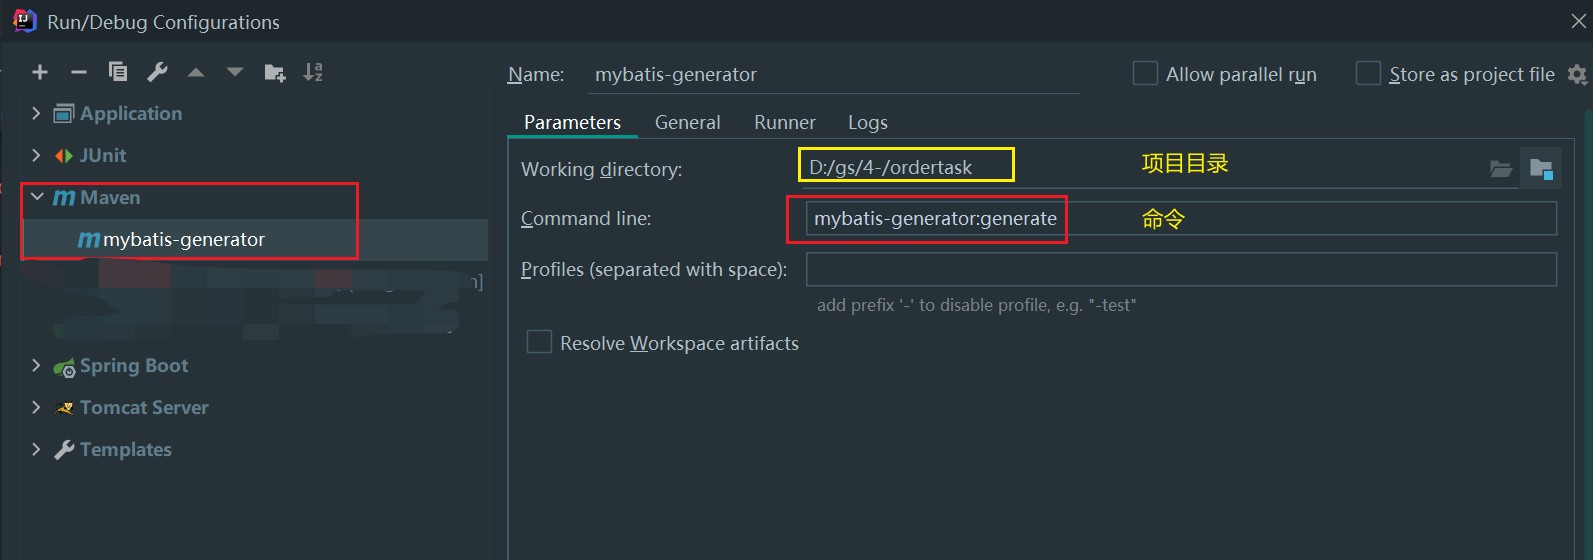 Run/Debug Configurations
Name: mybatis-generator
Allow parallel run
Store as project file
Application
JUnit
Maven
mybatis-generator
Spring Boot
Tomcat Server
Templates
Parameters General Runner Logs
Working directory: D:/gs/4-/ordertask 项目目录
Command line: mybatis-generator:generate 命令
Profiles (separated with space):
add prefix '-' to disable profile, e.g. "-test"
Resolve Workspace artifacts